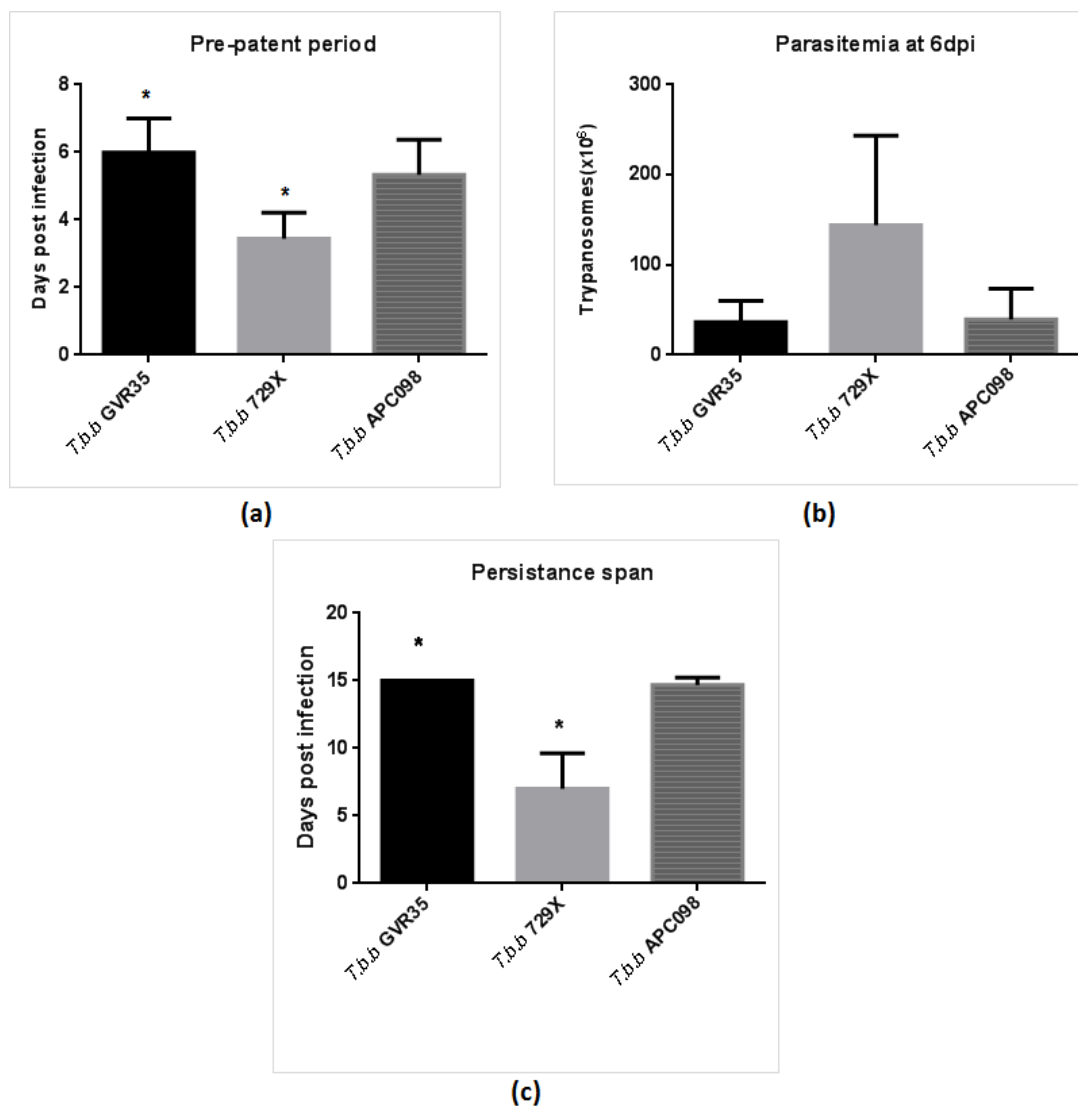 Pre-patent period
Days post infection
8
6
4
2
0
*
*
T.b.b GVR35
T.b.b 729X
T.b.b APC098
(a)
Parasitemia at 6dpi
Trypanosomes(x10⁶)
300
200
100
0
T.b.b GVR35
T.b.b 729X
T.b.b APC098
(b)
Persistance span
Days post infection
20
15
10
5
0
*
*
T.b.b GVR35
T.b.b 729X
T.b.b APC098
(c)